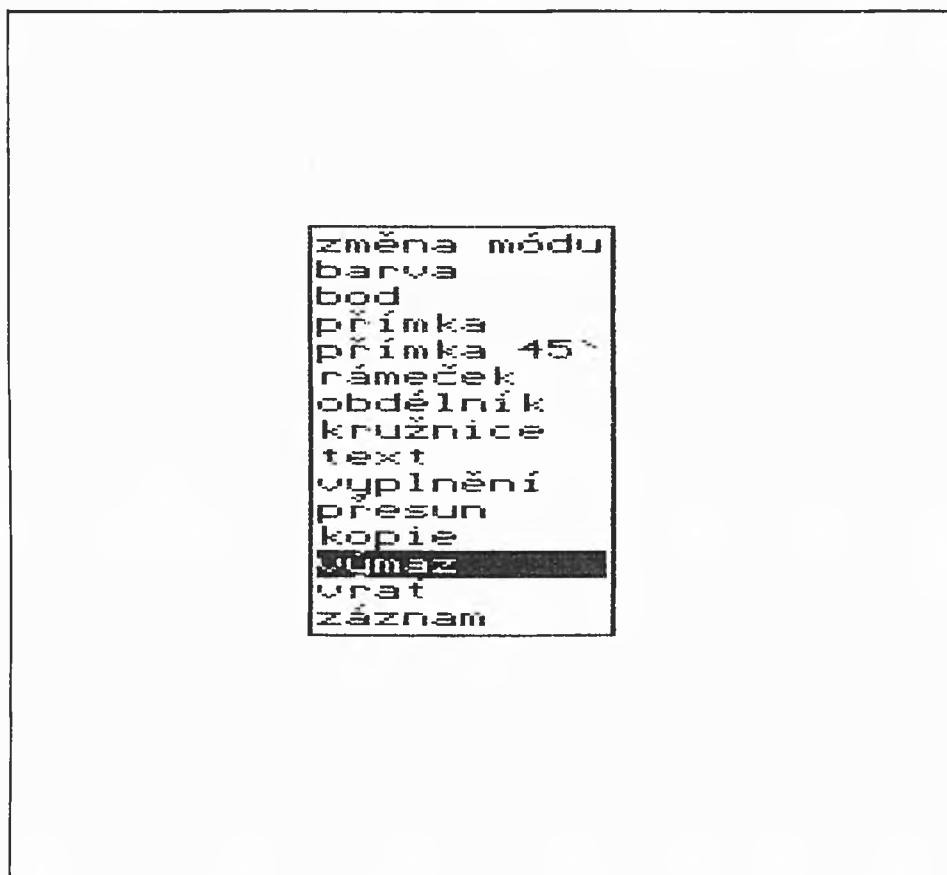 změna módu
barva
bod
přímka
přímka 45`
rámeček
obdélník
kružnice
text
vyplnění
přesun
kopie
výmaz
vrať
záznam